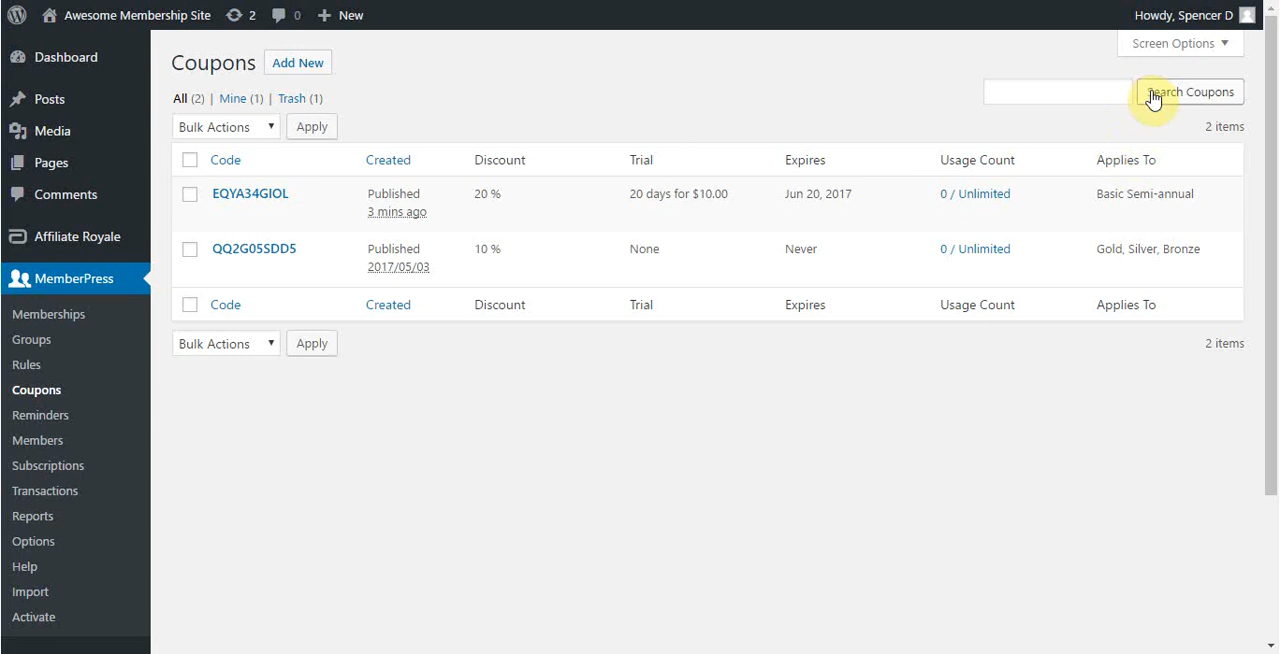 Awesome Membership Site 2 0 New Howdy, Spencer D
Screen Options
Dashboard
Posts
Media
Pages
Comments
Affiliate Royale
MemberPress
Memberships
Groups
Rules
Coupons
Reminders
Members
Subscriptions
Transactions
Reports
Options
Help
Import
Activate
Coupons Add New
All (2) | Mine (1) | Trash (1)
Search Coupons
Bulk Actions Apply 2 items
Code Created Discount Trial Expires Usage Count Applies To
EQYA34GIOL Published 20 % 20 days for $10.00 Jun 20, 2017 0 / Unlimited Basic Semi-annual
3 mins ago
QQ2G05SDD5 Published 10 % None Never 0 / Unlimited Gold, Silver, Bronze
2017/05/03
Code Created Discount Trial Expires Usage Count Applies To
Bulk Actions Apply 2 items